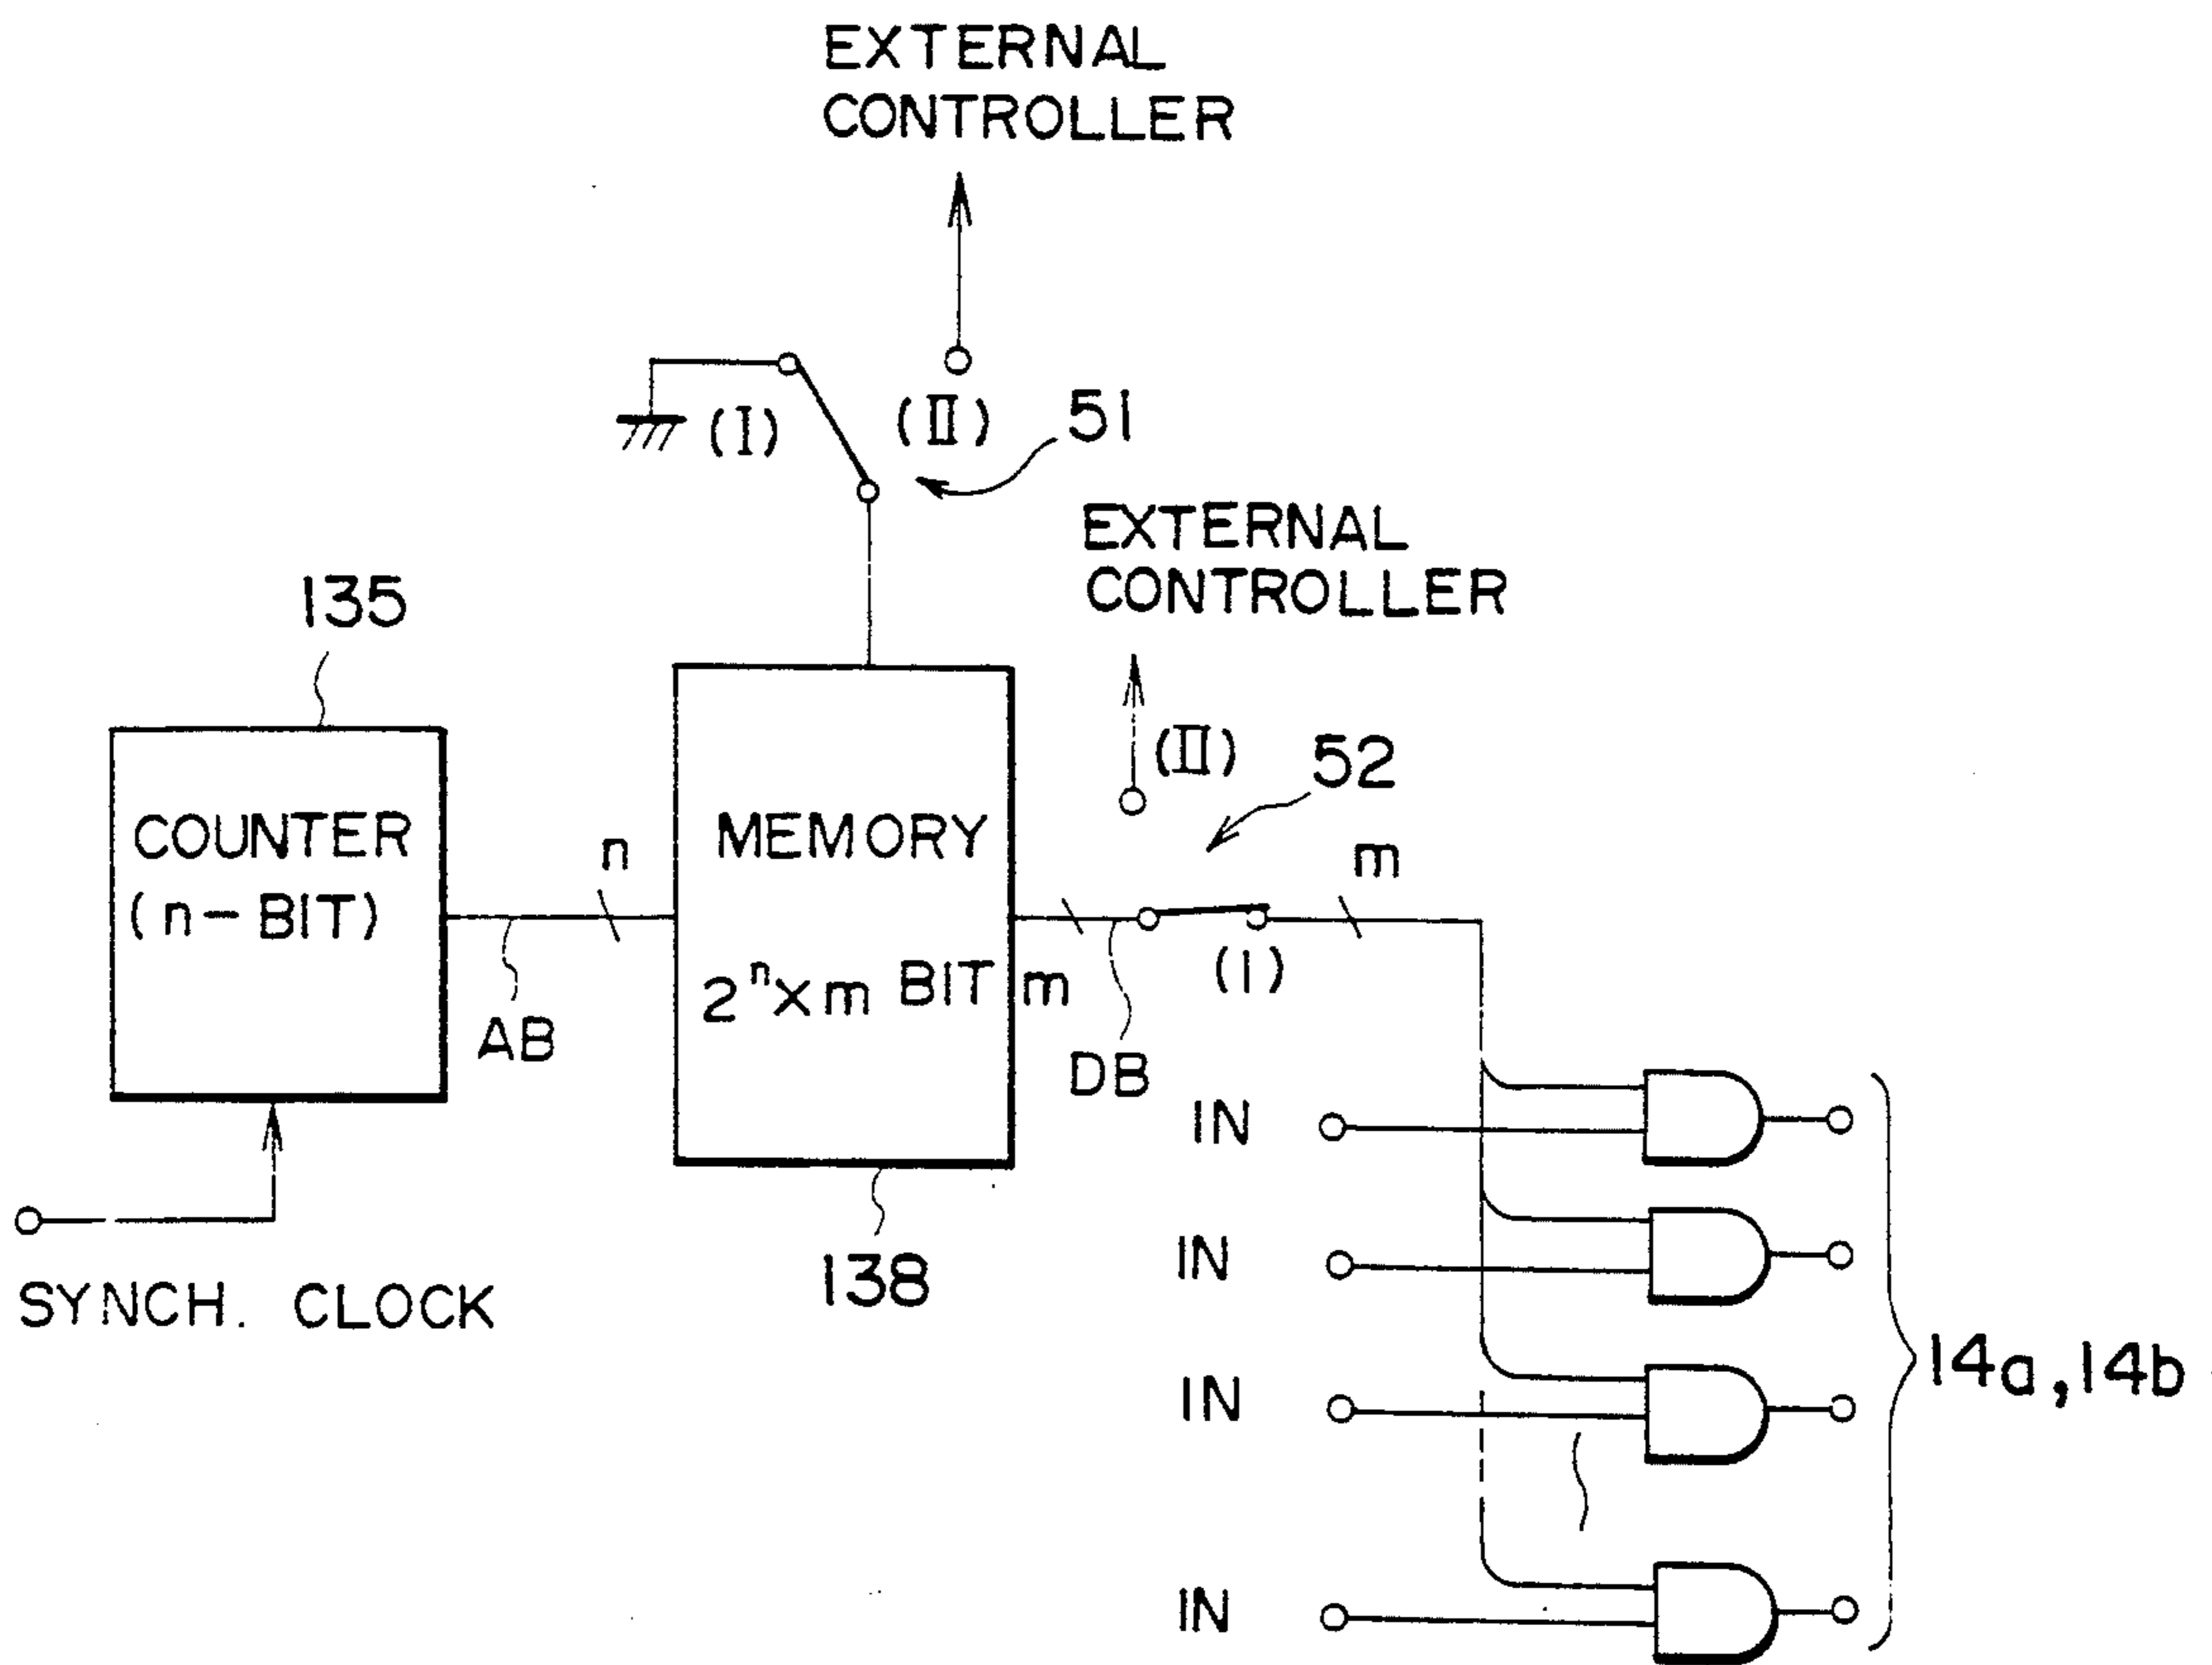 EXTERNAL
CONTROLLER
(I)
(II)
51
EXTERNAL
CONTROLLER
135
(II)
52
COUNTER
(n-BIT)
n
MEMORY
2ⁿ×m BIT
m
m
(I)
AB
DB
IN
IN
138
SYNCH. CLOCK
IN
14a,14b
IN